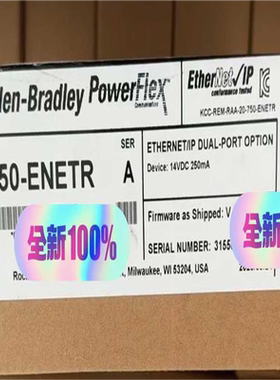 len-Bradley PowerFlex
EtherNet/IP
conformance tested
KCC-REM-RAA-20-750-ENETR
SER
50-ENETR A
ETHERNET/IP DUAL-PORT OPTION
Device: 14VDC 250mA
Firmware as Shipped: V
SERIAL NUMBER: 3155
全新100%
全新
Milwaukee, WI 53204, USA